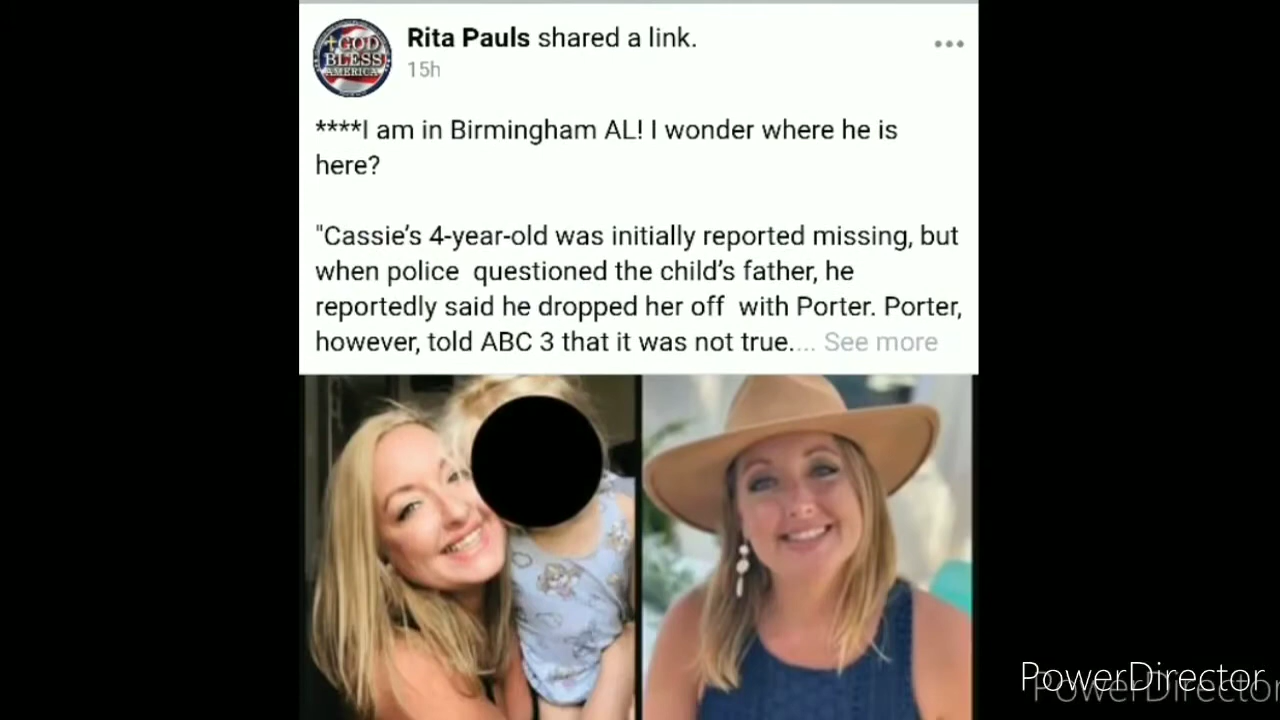 GOD
BLESS
AMERICA
Rita Pauls shared a link.
15h
****I am in Birmingham AL! I wonder where he is
here?
"Cassie’s 4-year-old was initially reported missing, but
when police questioned the child’s father, he
reportedly said he dropped her off with Porter. Porter,
however, told ABC 3 that it was not true.... See more
PowerDirector
PowerDirector